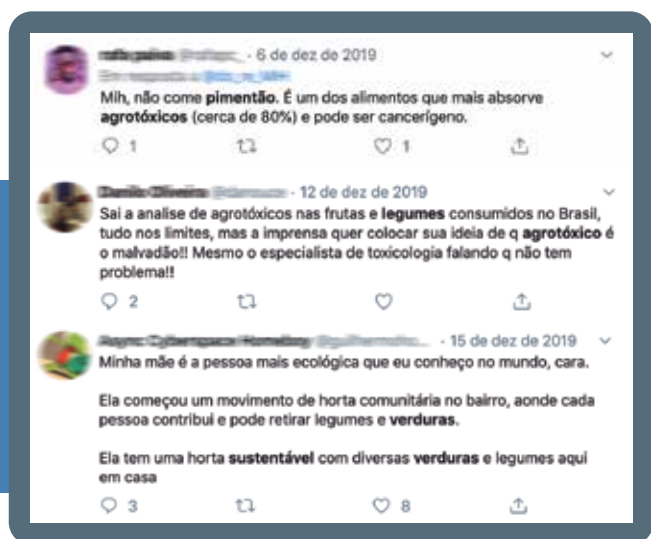 · 6 de dez de 2019
Mih, não come pimentão. É um dos alimentos que mais absorve
agrotóxicos (cerca de 80%) e pode ser cancerígeno.
1 1
· 12 de dez de 2019
Sai a analise de agrotóxicos nas frutas e legumes consumidos no Brasil,
tudo nos limites, mas a imprensa quer colocar sua ideia de q agrotóxico é
o malvadão!! Mesmo o especialista de toxicologia falando q não tem
problema!!
2
· 15 de dez de 2019
Minha mãe é a pessoa mais ecológica que eu conheço no mundo, cara.
Ela começou um movimento de horta comunitária no bairro, aonde cada
pessoa contribui e pode retirar legumes e verduras.
Ela tem uma horta sustentável com diversas verduras e legumes aqui
em casa
3 8